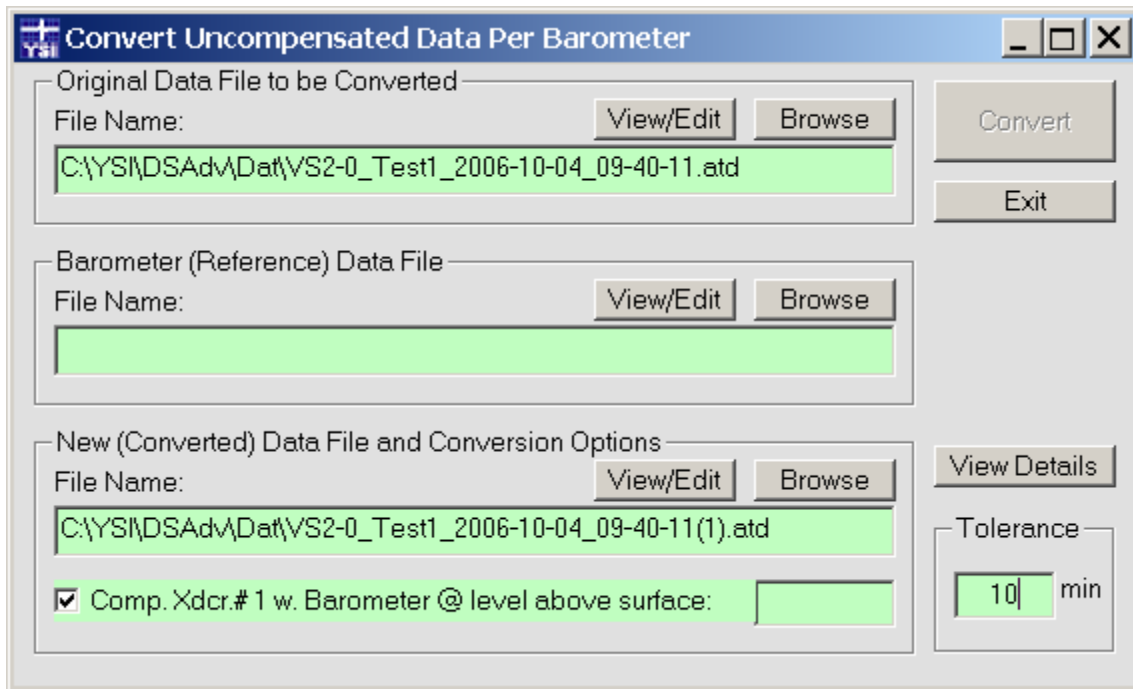 YSI Convert Uncompensated Data Per Barometer
Original Data File to be Converted
File Name: View/Edit Browse
C:\YSI\DSAdv\Dat\VS2-0_Test1_2006-10-04_09-40-11.atd
Convert
Exit
Barometer (Reference) Data File
File Name: View/Edit Browse
New (Converted) Data File and Conversion Options
File Name: View/Edit Browse
C:\YSI\DSAdv\Dat\VS2-0_Test1_2006-10-04_09-40-11(1).atd
Comp. Xdcr.# 1 w. Barometer @ level above surface:
View Details
Tolerance
10 min